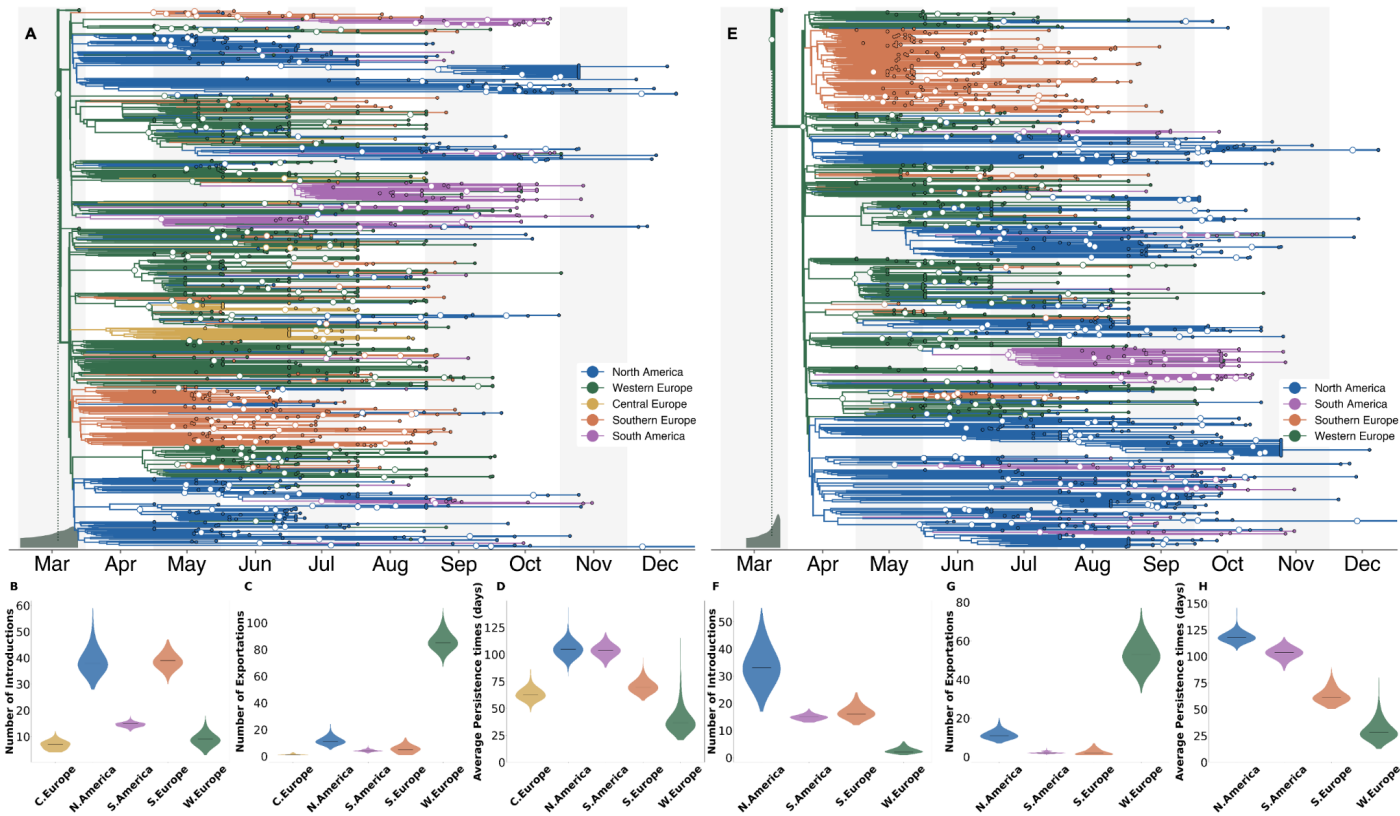 A
E
North America
Western Europe
Central Europe
Southern Europe
South America
North America
South America
Southern Europe
Western Europe
Mar Apr May Jun Jul Aug Sep Oct Nov Dec
Mar Apr May Jun Jul Aug Sep Oct Nov Dec
B
Number of Introductions
60
50
40
30
20
10
C.Europe N.America S.America S.Europe W.Europe
C
Number of Exportations
100
80
60
40
20
0
C.Europe N.America S.America S.Europe W.Europe
D
Average Persistence times (days)
125
100
75
50
25
0
C.Europe N.America S.America S.Europe W.Europe
F
Number of Introductions
50
40
30
20
10
0
N.America S.America S.Europe W.Europe
G
Number of Exportations
80
60
40
20
0
N.America S.America S.Europe W.Europe
H
Average Persistence times (days)
150
125
100
75
50
25
0
N.America S.America S.Europe W.Europe